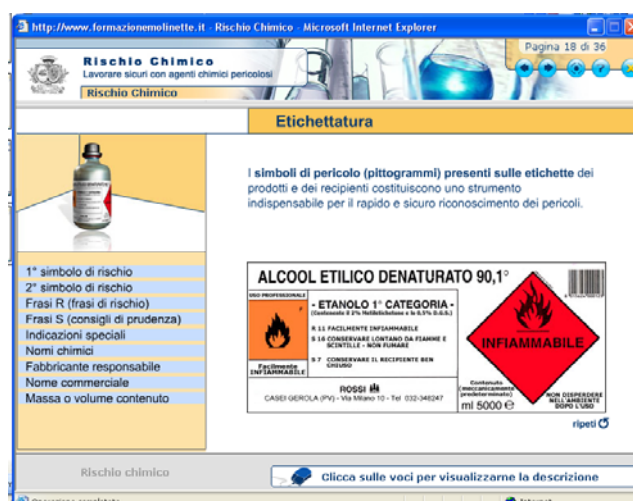 http://www.formazionemolinette.it - Rischio Chimico - Microsoft Internet Explorer
Rischio Chimico
Lavorare sicuri con agenti chimici pericolosi
Rischio Chimico
Pagina 18 di 36
Etichettatura
I simboli di pericolo (pittogrammi) presenti sulle etichette dei
prodotti e dei recipienti costituiscono uno strumento
indispensabile per il rapido e sicuro riconoscimento dei pericoli.
1° simbolo di rischio
2° simbolo di rischio
Frasi R (frasi di rischio)
Frasi S (consigli di prudenza)
Indicazioni speciali
Nomi chimici
Fabbricante responsabile
Nome commerciale
Massa o volume contenuto
ALCOOL ETILICO DENATURATO 90,1°
USO PROFESSIONALE
- ETANOLO 1° CATEGORIA -
R 11 FACILMENTE INFIAMMABILE
S 16 CONSERVARE LONTANO DA FIAMME E
SCINTILLE - NON FUMARE
S 7 CONSERVARE IL RECIPIENTE BEN
CHIUSO
Facilmente
INFIAMMABILE
ROSSI
CASEI GEROLA (PV) - Via Milano 10 - Tel 032-348247
INFIAMMABILE
Contenuto
(meccanicamente
predeterminato)
ml 5000 e
NON DISPERDERE
NELL'AMBIENTE
DOPO L'USO
ripeti
Rischio chimico
Clicca sulle voci per visualizzarne la descrizione